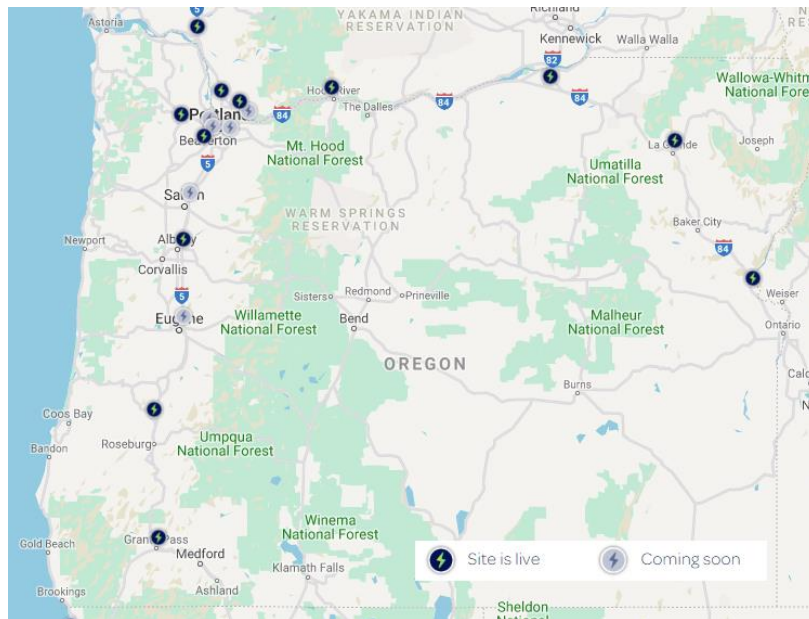 YAKAMA INDIAN
RESERVATION
Richland
Astoria
5
Kennewick
Walla Walla
82
Wallowa-Whitm
National Fore
Hood River
The Dalles
84
84
84
Portland
Beaverton
Mt. Hood
National Forest
La Grande
Joseph
5
Umatilla
National Forest
Salem
WARM SPRINGS
RESERVATION
Baker City
Newport
Albany
84
Corvallis
5
Sisters
Redmond
Prineville
Weiser
Eugene
Willamette
National Forest
Bend
Malheur
National Forest
Ontario
OREGON
Cal
Burns
N
Coos Bay
Bandon
Roseburg
Umpqua
National Forest
Winema
National Forest
Gold Beach
Grants Pass
Medford
Klamath Falls
Ashland
Brookings
Site is live
Coming soon
Sheldon
National